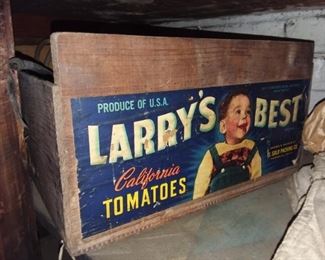 PRODUCE OF U.S.A.
LARRY'S BEST
California
TOMATOES